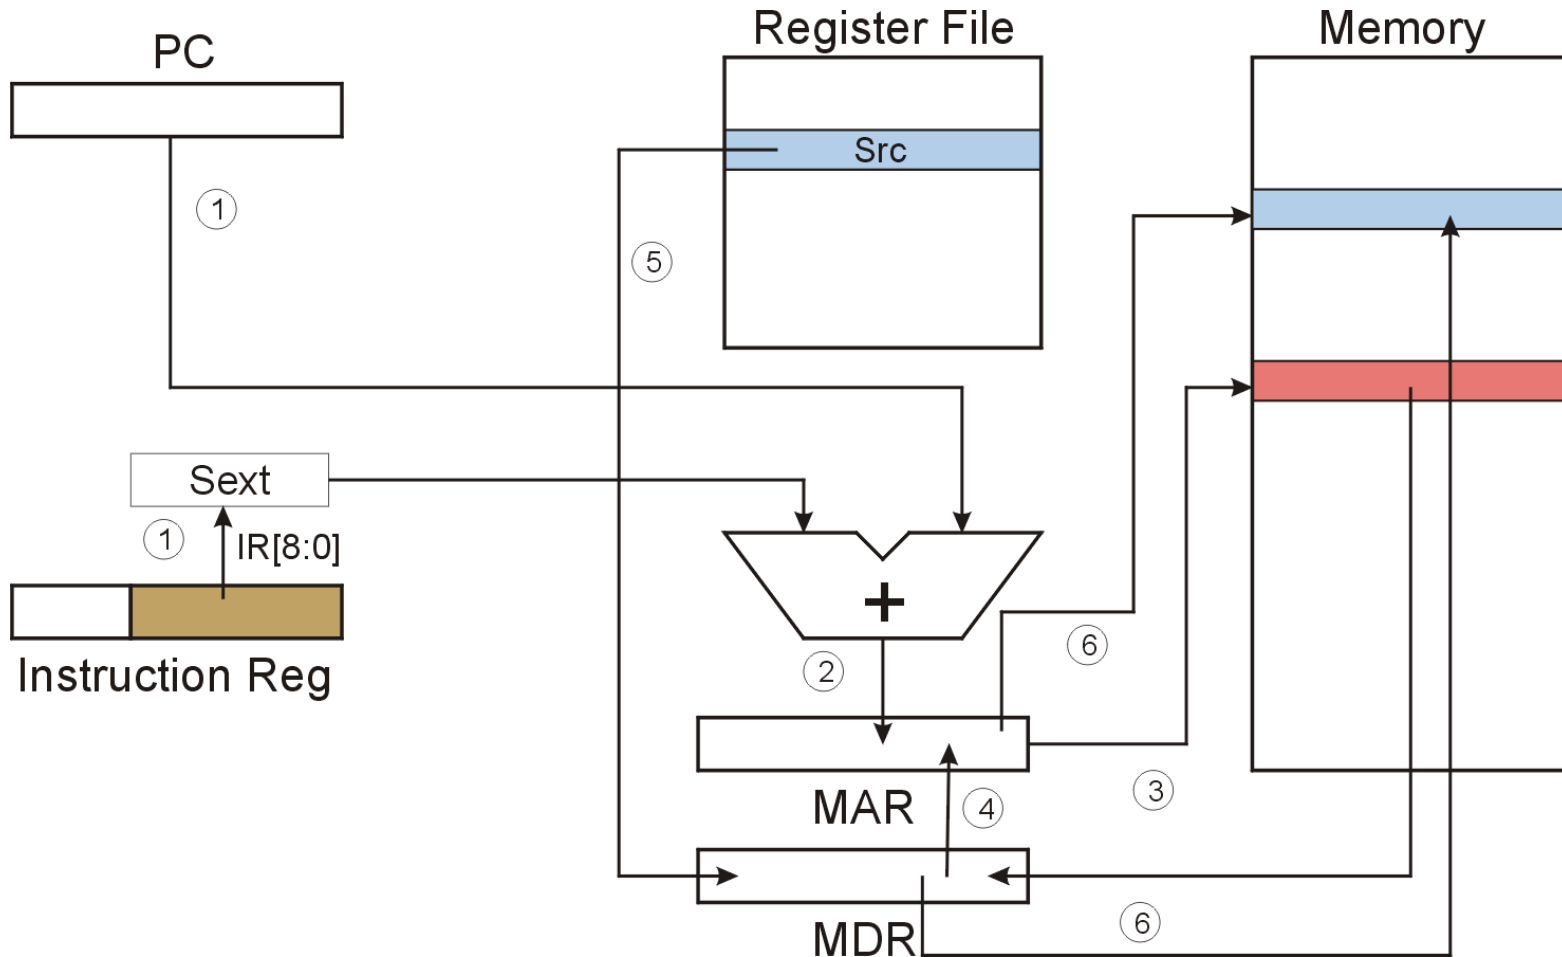 PC
Register File
Memory
Src
1
5
Sext
1
IR[8:0]
+
Instruction Reg
2
6
3
MAR
4
MDR
6